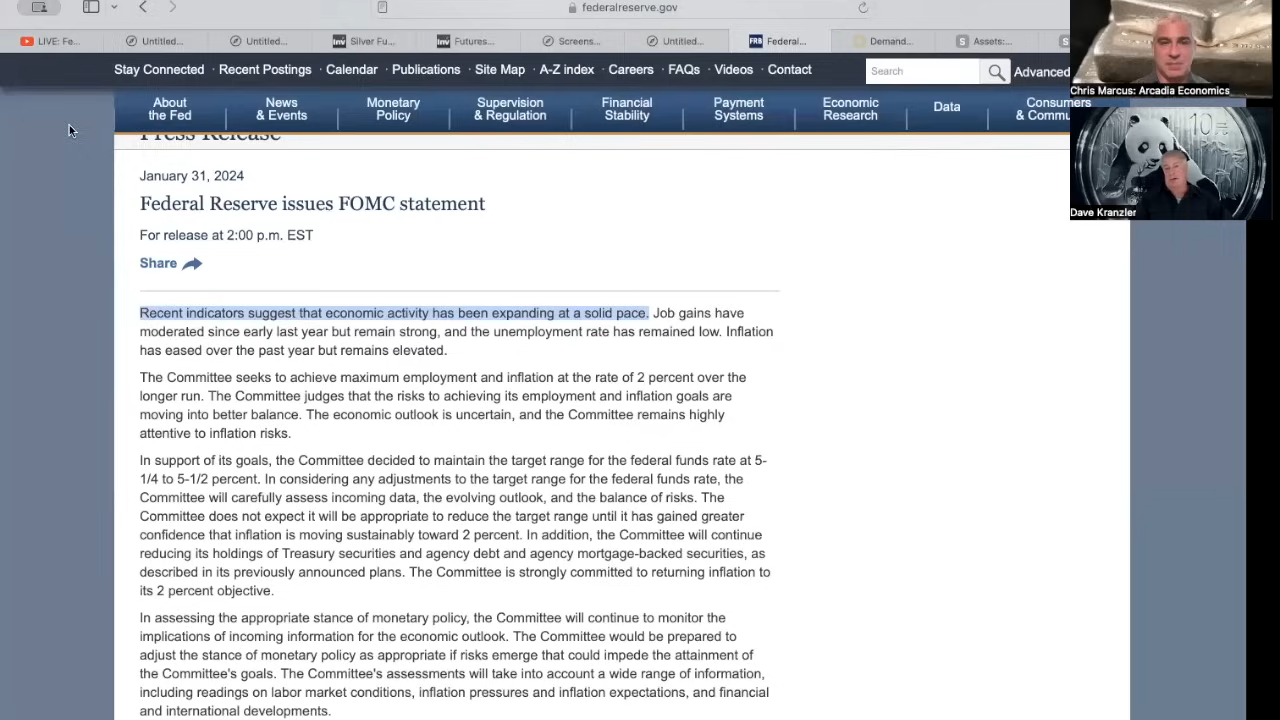 federalreserve.gov
LIVE: Fe...
Untitled...
Untitled...
Silver Fu...
Futures...
Screens...
Untitled...
FRB
Federal...
Demand...
Assets:...
Stay Connected · Recent Postings · Calendar · Publications · Site Map · A-Z index · Careers · FAQs · Videos · Contact
Search
Advanced
About
the Fed
News
& Events
Monetary
Policy
Supervision
& Regulation
Financial
Stability
Payment
Systems
Economic
Research
Data
Consumers
& Commu
Press Release
January 31, 2024
Federal Reserve issues FOMC statement
For release at 2:00 p.m. EST
Share
Recent indicators suggest that economic activity has been expanding at a solid pace. Job gains have
moderated since early last year but remain strong, and the unemployment rate has remained low. Inflation
has eased over the past year but remains elevated.
The Committee seeks to achieve maximum employment and inflation at the rate of 2 percent over the
longer run. The Committee judges that the risks to achieving its employment and inflation goals are
moving into better balance. The economic outlook is uncertain, and the Committee remains highly
attentive to inflation risks.
In support of its goals, the Committee decided to maintain the target range for the federal funds rate at 5-
1/4 to 5-1/2 percent. In considering any adjustments to the target range for the federal funds rate, the
Committee will carefully assess incoming data, the evolving outlook, and the balance of risks. The
Committee does not expect it will be appropriate to reduce the target range until it has gained greater
confidence that inflation is moving sustainably toward 2 percent. In addition, the Committee will continue
reducing its holdings of Treasury securities and agency debt and agency mortgage-backed securities, as
described in its previously announced plans. The Committee is strongly committed to returning inflation to
its 2 percent objective.
In assessing the appropriate stance of monetary policy, the Committee will continue to monitor the
implications of incoming information for the economic outlook. The Committee would be prepared to
adjust the stance of monetary policy as appropriate if risks emerge that could impede the attainment of
the Committee's goals. The Committee's assessments will take into account a wide range of information,
including readings on labor market conditions, inflation pressures and inflation expectations, and financial
and international developments.
Chris Marcus: Arcadia Economics
10元
Dave Kranzler